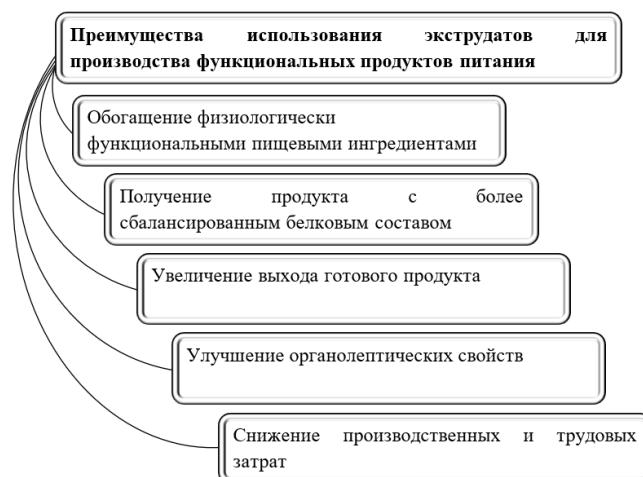 Преимущества использования экструдатов для
производства функциональных продуктов питания
Обогащение физиологически
функциональными пищевыми ингредиентами
Получение продукта с более
сбалансированным белковым составом
Увеличение выхода готового продукта
Улучшение органолептических свойств
Снижение производственных и трудовых
затрат